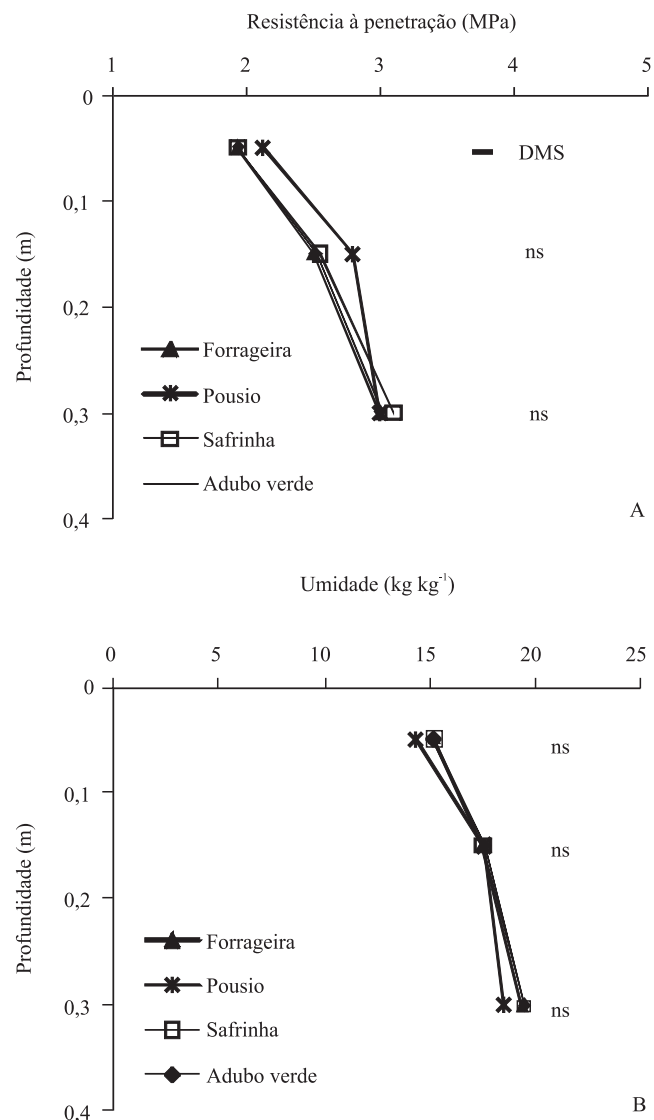 Resistência à penetração (MPa)
1 2 3 4 5
0
DMS
0,1
ns
0,2
Profundidade (m)
Forrageira
Pousio
0,3
ns
Safrinha
Adubo verde
0,4
A
Umidade (kg kg⁻¹)
0 5 10 15 20 25
0
ns
0,1
ns
0,2
Profundidade (m)
Forrageira
Pousio
0,3
ns
Safrinha
Adubo verde
0,4
B